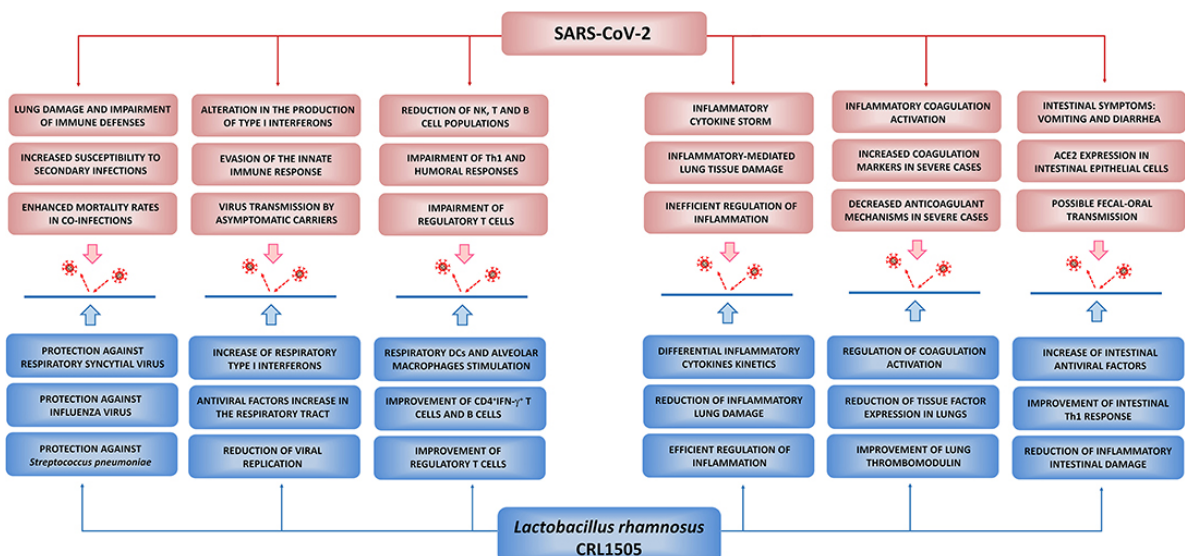 SARS-CoV-2
LUNG DAMAGE AND IMPAIRMENT
OF IMMUNE DEFENSES
INCREASED SUSCEPTIBILITY TO
SECONDARY INFECTIONS
ENHANCED MORTALITY RATES
IN CO-INFECTIONS
ALTERATION IN THE PRODUCTION
OF TYPE I INTERFERONS
EVASION OF THE INNATE
IMMUNE RESPONSE
VIRUS TRANSMISSION BY
ASYMPTOMATIC CARRIERS
REDUCTION OF NK, T AND B
CELL POPULATIONS
IMPAIRMENT OF Th1 AND
HUMORAL RESPONSES
IMPAIRMENT OF
REGULATORY T CELLS
INFLAMMATORY
CYTOKINE STORM
INFLAMMATORY-MEDIATED
LUNG TISSUE DAMAGE
INEFFICIENT REGULATION OF
INFLAMMATION
INFLAMMATORY COAGULATION
ACTIVATION
INCREASED COAGULATION
MARKERS IN SEVERE CASES
DECREASED ANTICOAGULANT
MECHANISMS IN SEVERE CASES
INTESTINAL SYMPTOMS:
VOMITING AND DIARRHEA
ACE2 EXPRESSION IN
INTESTINAL EPITHELIAL CELLS
POSSIBLE FECAL-ORAL
TRANSMISSION
PROTECTION AGAINST
RESPIRATORY SYNCYTIAL VIRUS
PROTECTION AGAINST
INFLUENZA VIRUS
PROTECTION AGAINST
Streptococcus pneumoniae
INCREASE OF RESPIRATORY
TYPE I INTERFERONS
ANTIVIRAL FACTORS INCREASE IN
THE RESPIRATORY TRACT
REDUCTION OF VIRAL
REPLICATION
RESPIRATORY DCs AND ALVEOLAR
MACROPHAGES STIMULATION
IMPROVEMENT OF CD4⁺IFN-γ⁺ T
CELLS AND B CELLS
IMPROVEMENT OF
REGULATORY T CELLS
DIFFERENTIAL INFLAMMATORY
CYTOKINES KINETICS
REDUCTION OF INFLAMMATORY
LUNG DAMAGE
EFFICIENT REGULATION OF
INFLAMMATION
REGULATION OF COAGULATION
ACTIVATION
REDUCTION OF TISSUE FACTOR
EXPRESSION IN LUNGS
IMPROVEMENT OF LUNG
THROMBOMODULIN
INCREASE OF INTESTINAL
ANTIVIRAL FACTORS
IMPROVEMENT OF INTESTINAL
Th1 RESPONSE
REDUCTION OF INFLAMMATORY
INTESTINAL DAMAGE
Lactobacillus rhamnosus
CRL1505